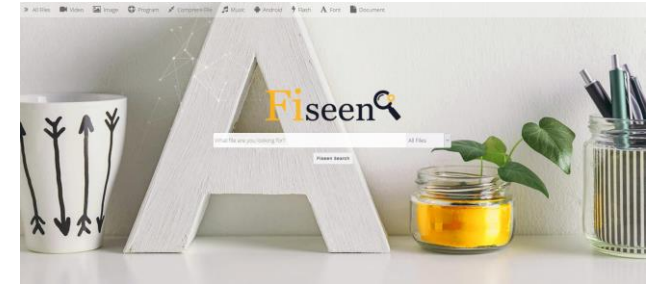 All Files Video Image Program Compress File Music Android Flash Font Document
Fiseen
What file are you looking for? All Files
Fiseen Search